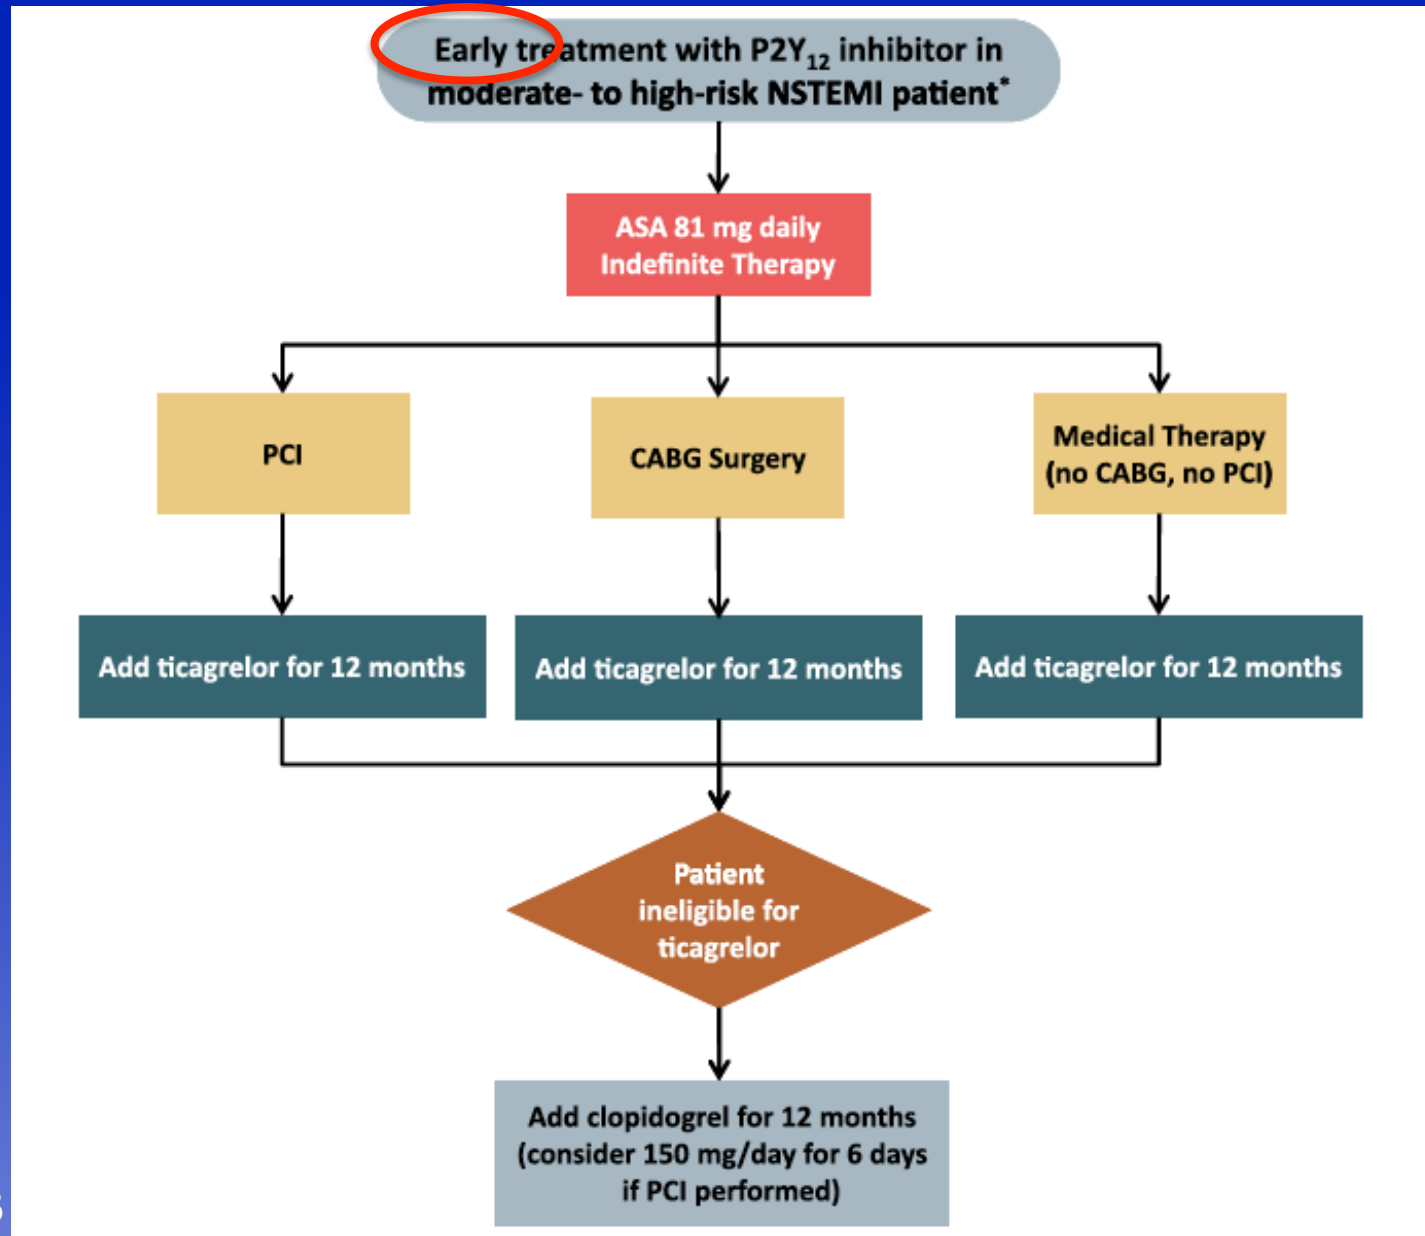 Early treatment with P2Y₁₂ inhibitor in
moderate- to high-risk NSTEMI patient*
ASA 81 mg daily
Indefinite Therapy
PCI
CABG Surgery
Medical Therapy
(no CABG, no PCI)
Add ticagrelor for 12 months
Add ticagrelor for 12 months
Add ticagrelor for 12 months
Patient
ineligible for
ticagrelor
Add clopidogrel for 12 months
(consider 150 mg/day for 6 days
if PCI performed)